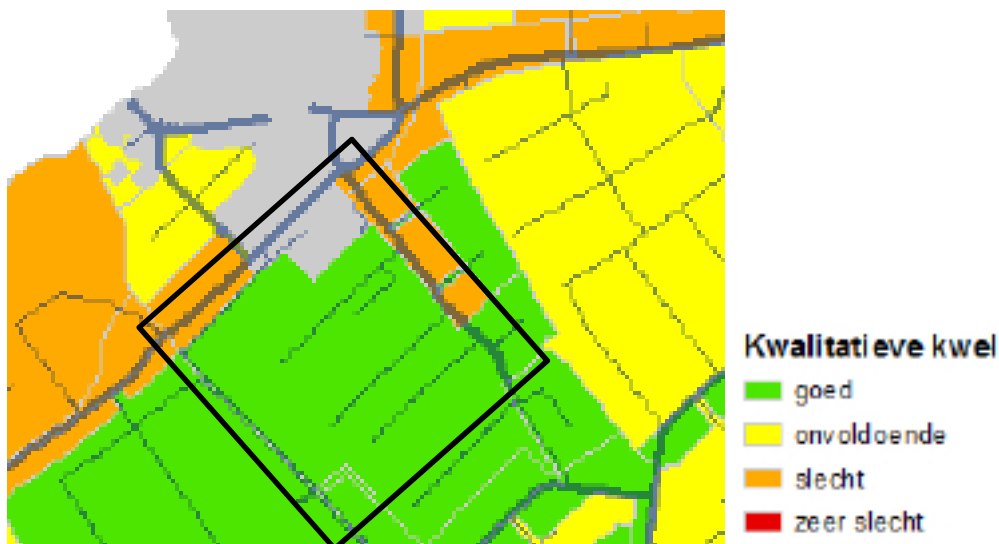 Kwalitatieve kwel
goed
onvoldoende
slecht
zeer slecht